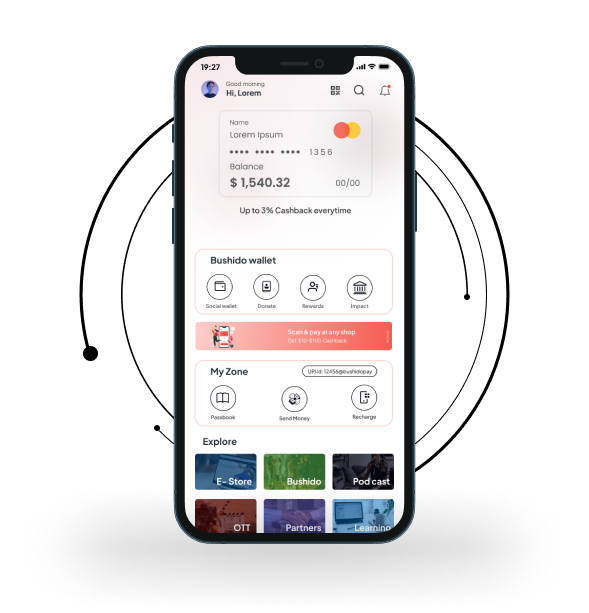 19:27
Good morning
Hi, Lorem
Name
Lorem Ipsum
•••• •••• •••• 1356
Balance
$ 1,540.32 00/00
Up to 3% Cashback everytime
Bushido wallet
Social wallet Donate Rewards Impact
Scan & pay at any shop
Get $10-$100 Cashback
My Zone UPI Id: 12456@bushidopay
Passbook Send Money Recharge
Explore
E- Store Bushido Pod cast
OTT Partners Learning